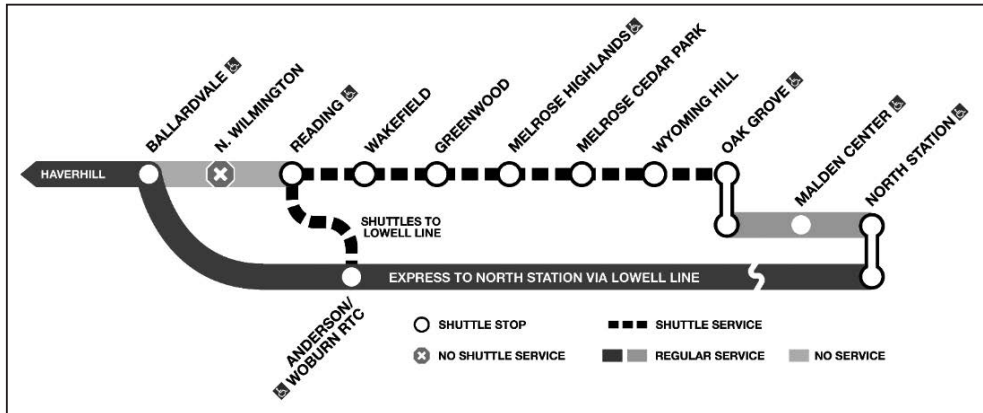 BALLARDVALE
N. WILMINGTON
READING
WAKEFIELD
GREENWOOD
MELROSE HIGHLANDS
MELROSE CEDAR PARK
WYOMING HILL
OAK GROVE
MALDEN CENTER
NORTH STATION
HAVERHILL
SHUTTLES TO
LOWELL LINE
EXPRESS TO NORTH STATION VIA LOWELL LINE
ANDERSON/
WOBURN RTC
SHUTTLE STOP
SHUTTLE SERVICE
NO SHUTTLE SERVICE
REGULAR SERVICE
NO SERVICE